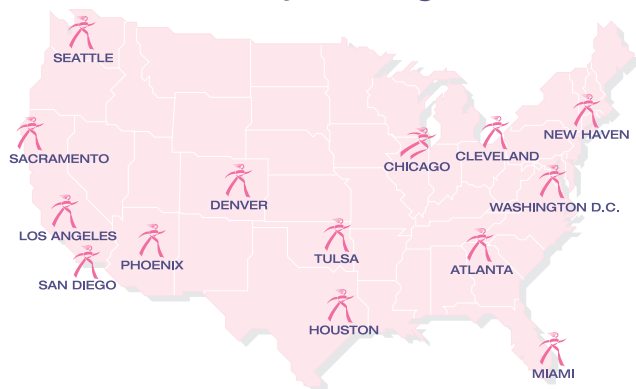 SEATTLE
NEW HAVEN
SACRAMENTO
CHICAGO
CLEVELAND
DENVER
WASHINGTON D.C.
LOS ANGELES
PHOENIX
TULSA
ATLANTA
SAN DIEGO
HOUSTON
MIAMI